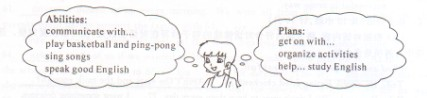 Abilities:
communicate with...
play basketball and ping-pong
sing songs
speak good English
Plans:
get on with...
organize activities
help... study English